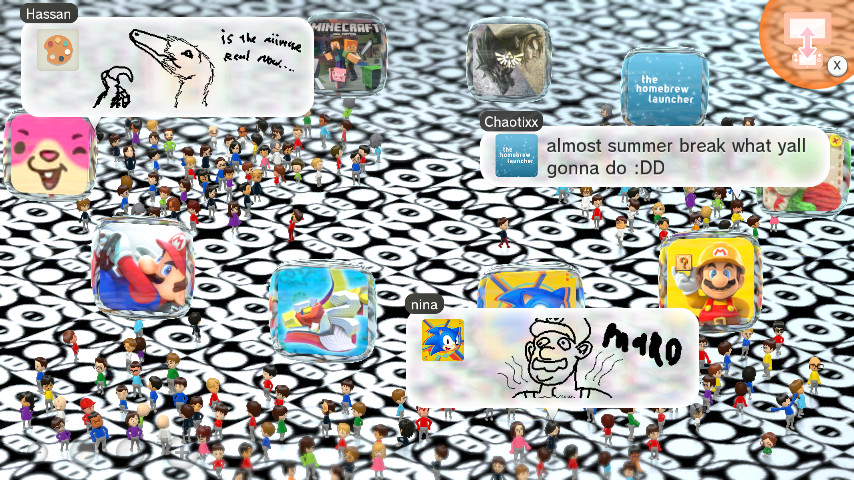 Hassan
is the miiverse
real now...
MINECRAFT
the
homebrew
launcher
X
Chaotixx
the
homebrew
launcher
almost summer break what yall
gonna do :DD
nina
MARO